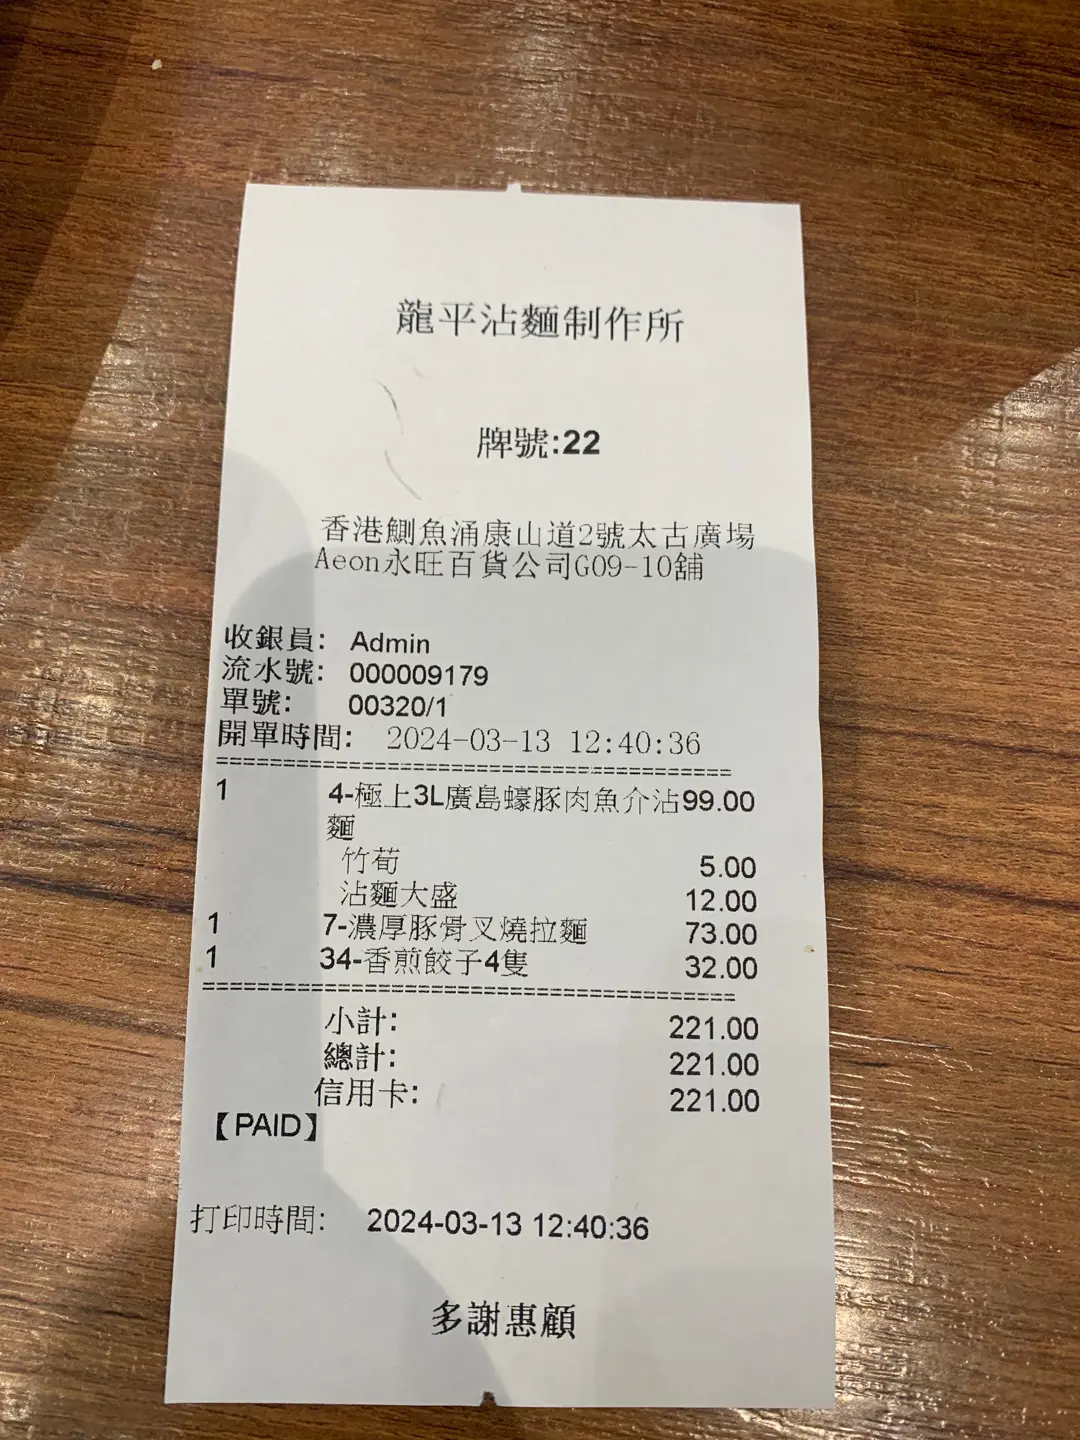 龍平沾麵制作所
牌號:22
香港鰂魚涌康山道2號太古廣場
Aeon永旺百貨公司G09-10舖
收銀員: Admin
流水號: 000009179
單號: 00320/1
開單時間: 2024-03-13 12:40:36
1 4-極上3L廣島蠔豚肉魚介沾 99.00
麵
竹荀 5.00
沾麵大盛 12.00
1 7-濃厚豚骨叉燒拉麵 73.00
1 34-香煎餃子4隻 32.00
小計: 221.00
總計: 221.00
信用卡: 221.00
【PAID】
打印時間: 2024-03-13 12:40:36
多謝惠顧